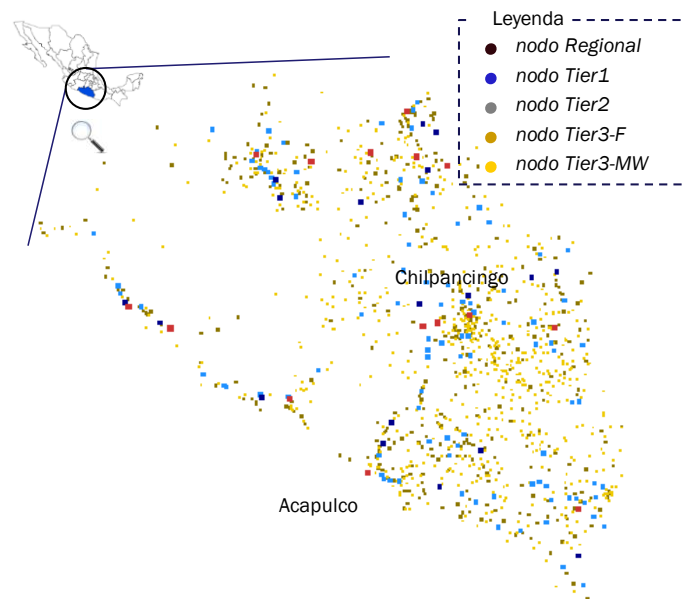 Leyenda
nodo Regional
nodo Tier1
nodo Tier2
nodo Tier3-F
nodo Tier3-MW
Chilpancingo
Acapulco